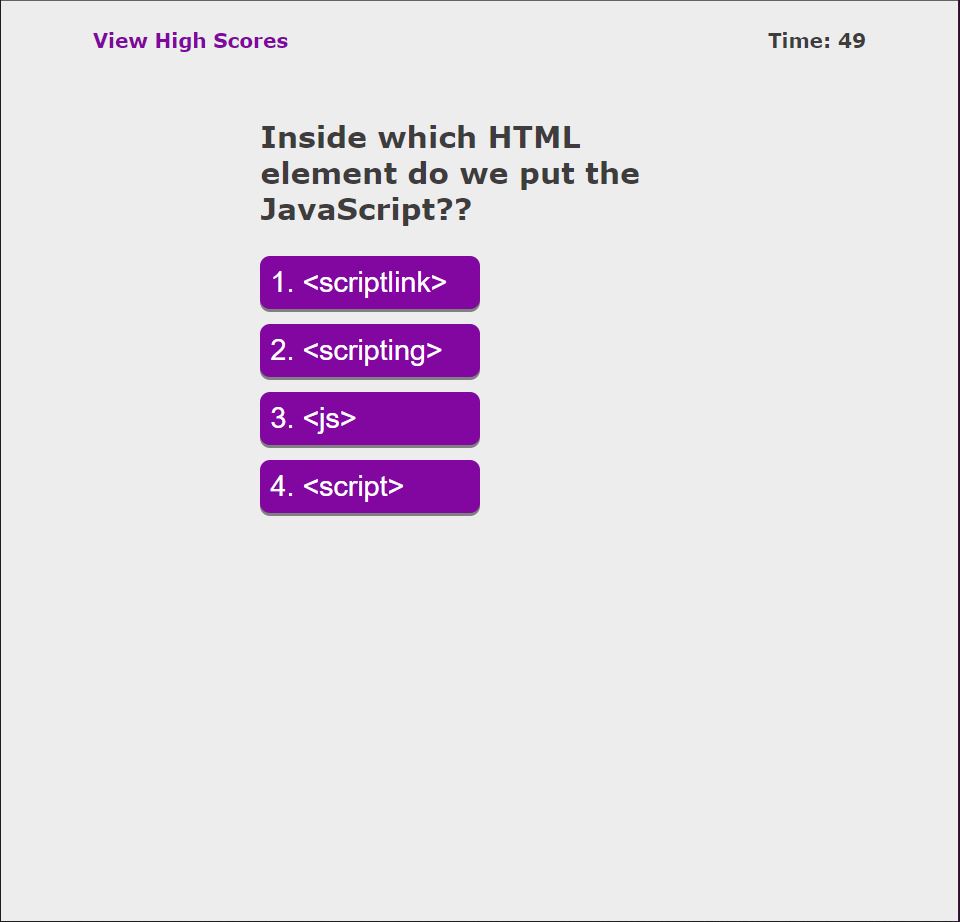 View High Scores
Time: 49
Inside which HTML
element do we put the
JavaScript??
1. <scriptlink>
2. <scripting>
3. <js>
4. <script>